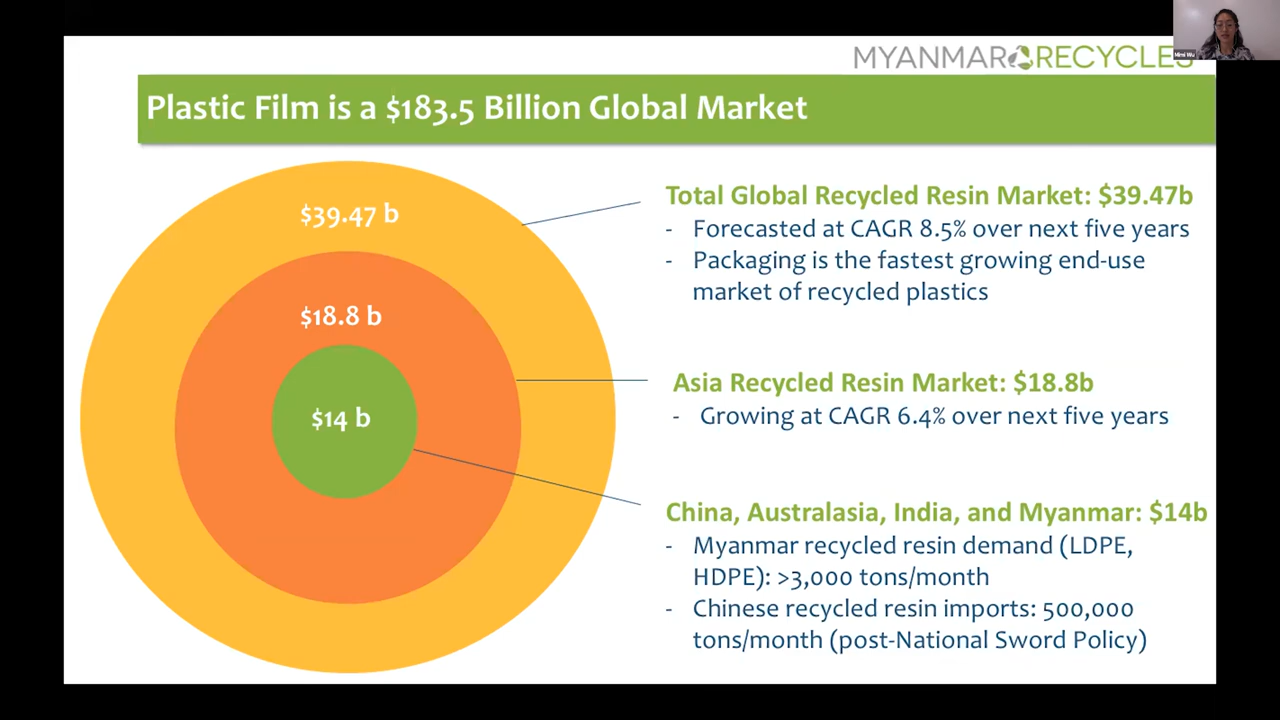 Mimi Wu
MYANMAR RECYCLES
Plastic Film is a $183.5 Billion Global Market
$39.47 b
$18.8 b
$14 b
Total Global Recycled Resin Market: $39.47b
- Forecasted at CAGR 8.5% over next five years
- Packaging is the fastest growing end-use
market of recycled plastics
Asia Recycled Resin Market: $18.8b
- Growing at CAGR 6.4% over next five years
China, Australasia, India, and Myanmar: $14b
- Myanmar recycled resin demand (LDPE,
HDPE): >3,000 tons/month
- Chinese recycled resin imports: 500,000
tons/month (post-National Sword Policy)